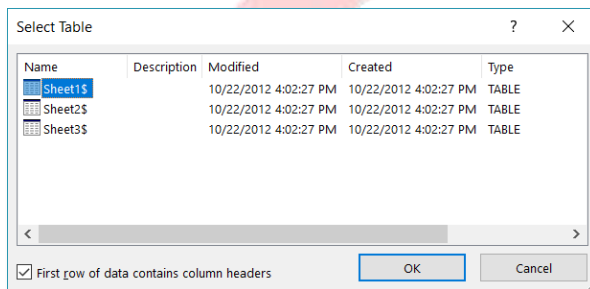 Select Table ? ×
Name Description Modified Created Type
Sheet1$ 10/22/2012 4:02:27 PM 10/22/2012 4:02:27 PM TABLE
Sheet2$ 10/22/2012 4:02:27 PM 10/22/2012 4:02:27 PM TABLE
Sheet3$ 10/22/2012 4:02:27 PM 10/22/2012 4:02:27 PM TABLE
First row of data contains column headers OK Cancel